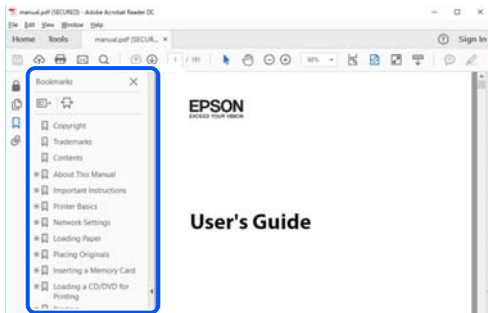 manual.pdf (SECURED) - Adobe Acrobat Reader DC
File Edit View Window Help
Home Tools manual.pdf (SECUR... × Sign In
1 / 191 60%
Bookmarks ×
Copyright
Trademarks
Contents
About This Manual
Important Instructions
Printer Basics
Network Settings
Loading Paper
Placing Originals
Inserting a Memory Card
Loading a CD/DVD for
Printing
EPSON
EXCEED YOUR VISION
User's Guide